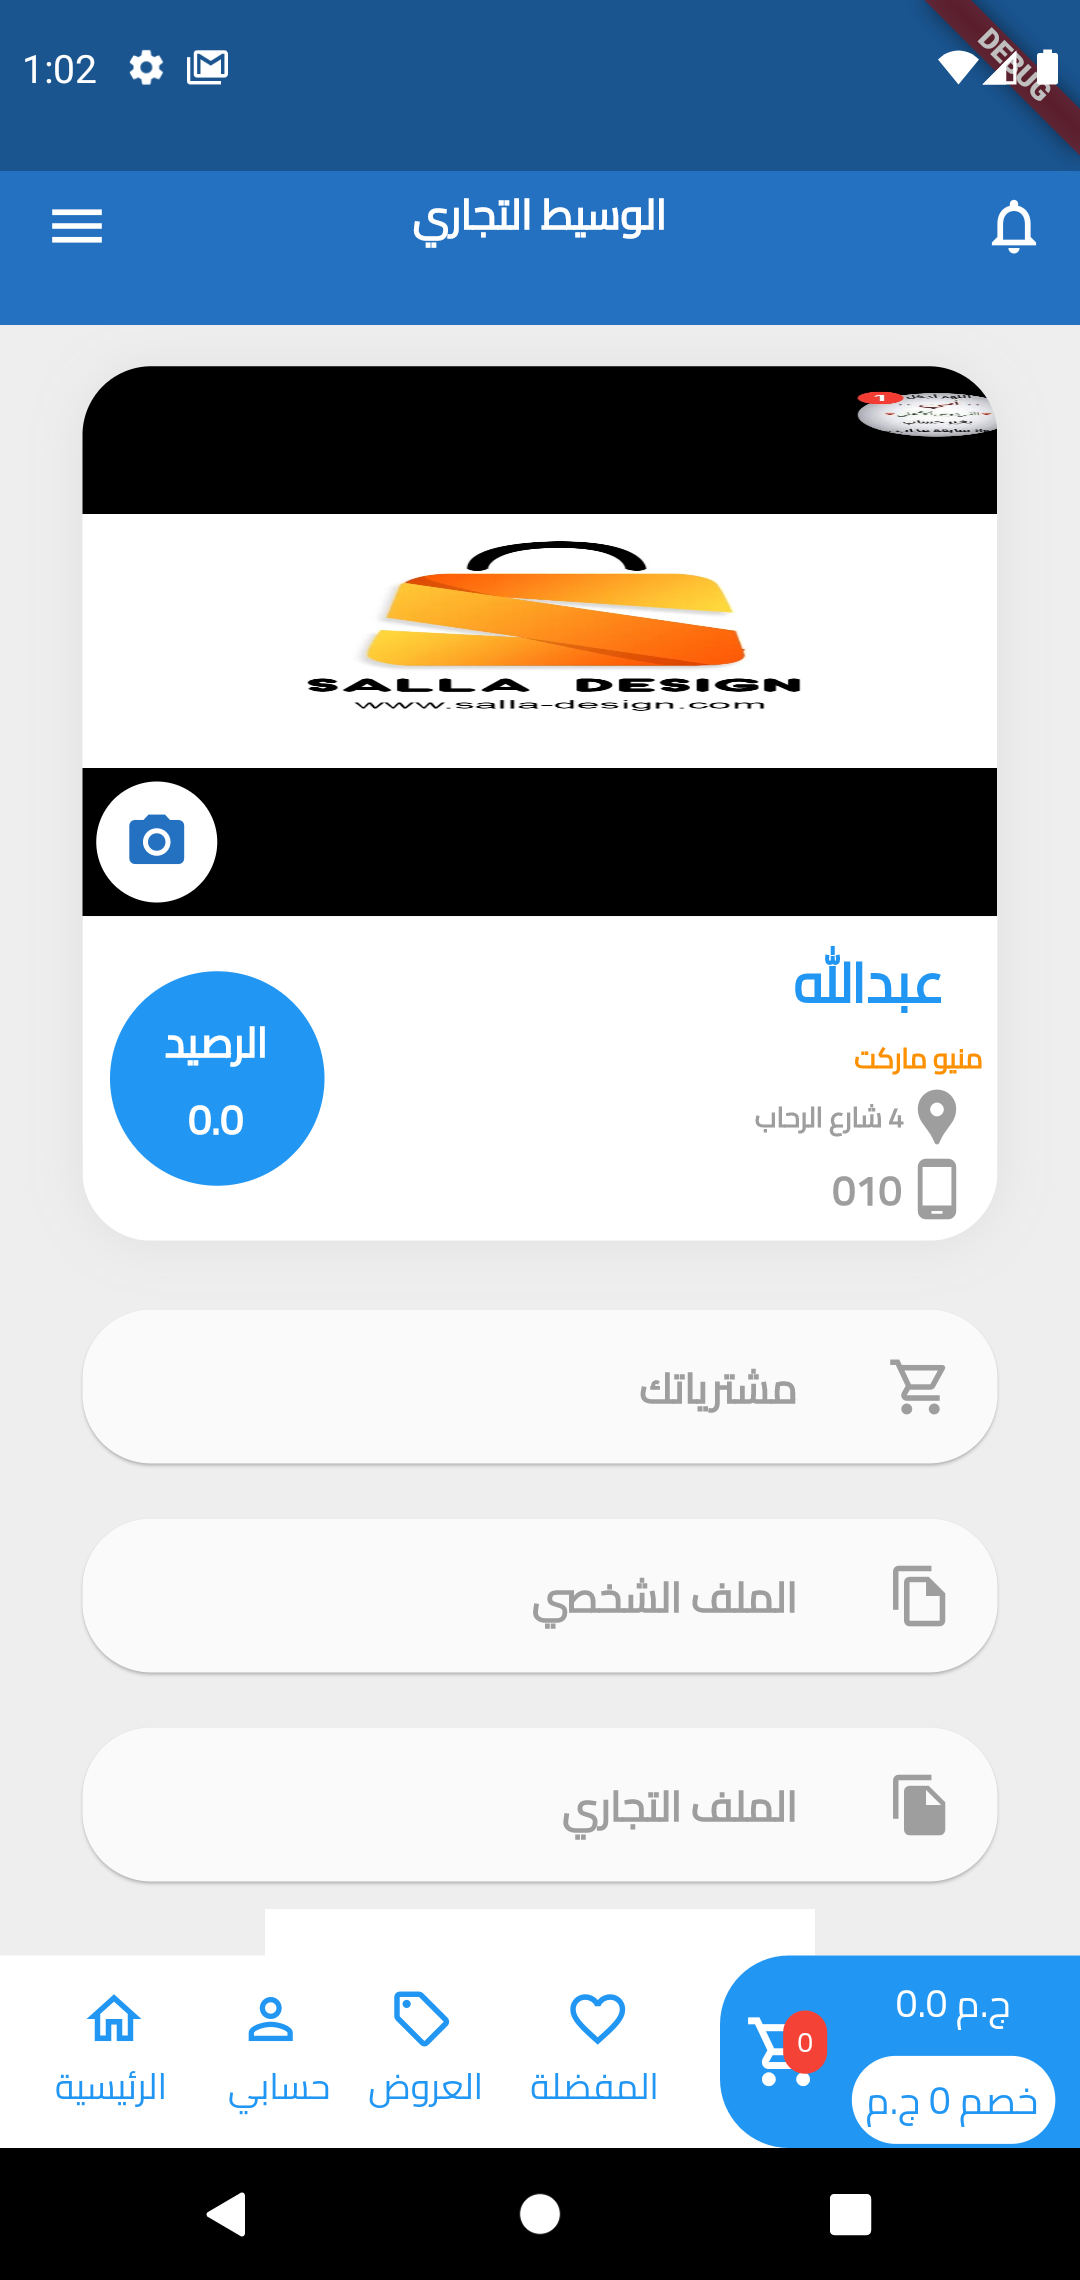 1:02
DEBUG
الوسيط التجاري
1
SALLA DESIGN
www.salla-design.com
عبدالله
منيو ماركت
4 شارع الرحاب
010
الرصيد
0.0
مشترياتك
الملف الشخصي
الملف التجاري
الرئيسية
حسابي
العروض
المفضلة
0
0.0 ج.م
خصم 0 ج.م